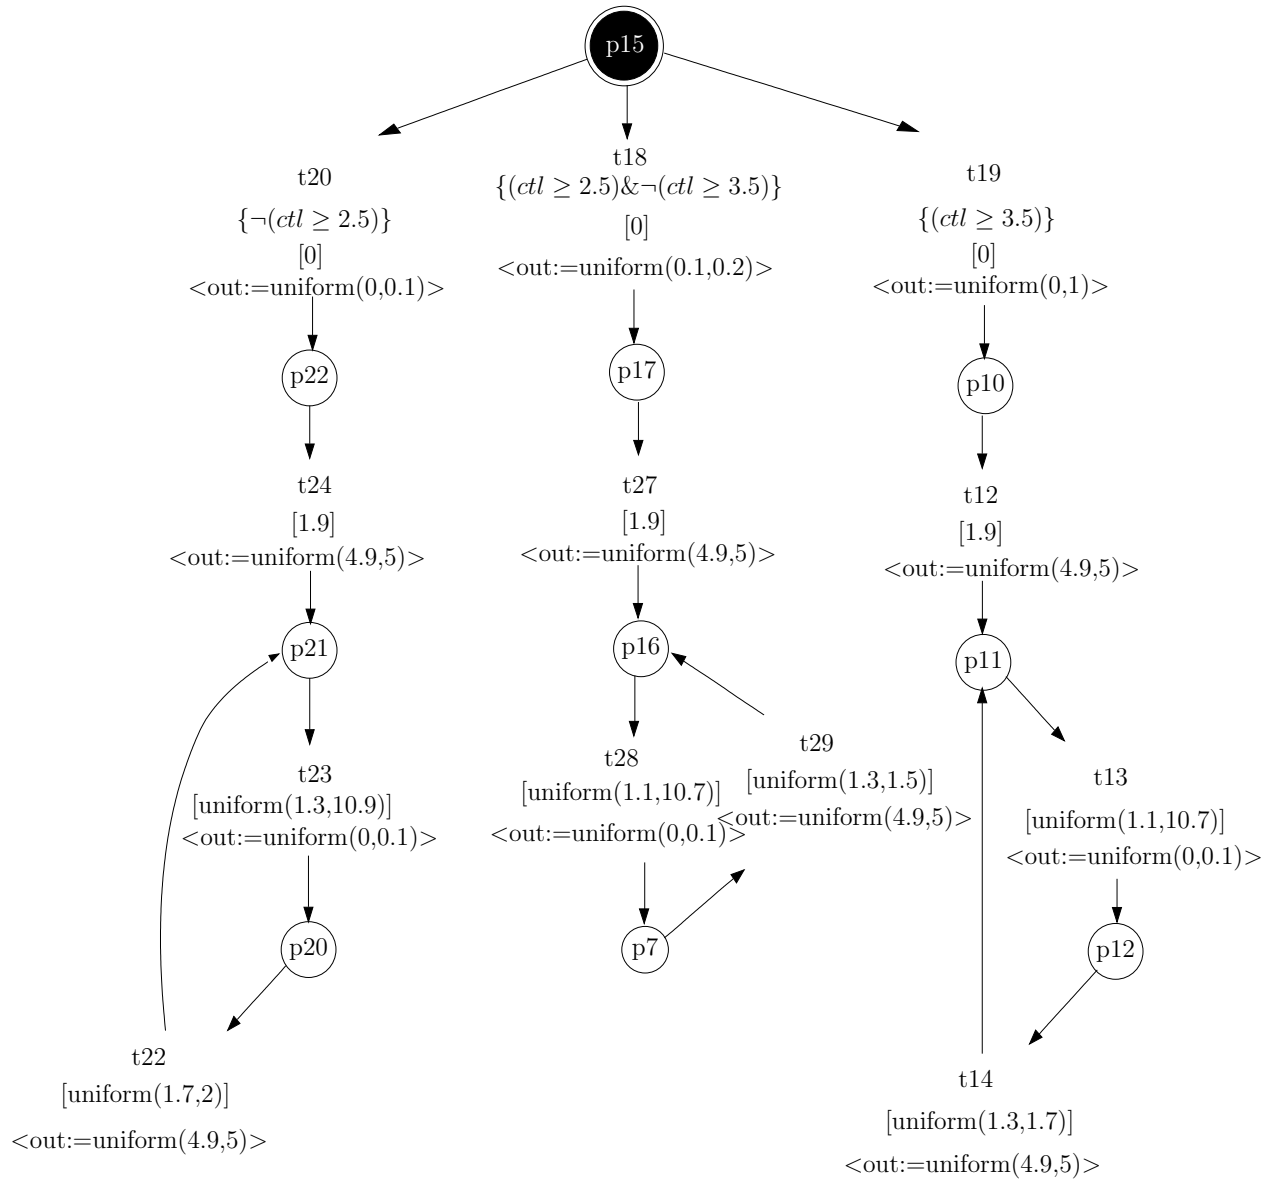 p15
t20
{¬(ctl ≥ 2.5)}
[0]
<out:=uniform(0,0.1)>
p22
t24
[1.9]
<out:=uniform(4.9,5)>
p21
t23
[uniform(1.3,10.9)]
<out:=uniform(0,0.1)>
p20
t22
[uniform(1.7,2)]
<out:=uniform(4.9,5)>
t18
{(ctl ≥ 2.5)&¬(ctl ≥ 3.5)}
[0]
<out:=uniform(0.1,0.2)>
p17
t27
[1.9]
<out:=uniform(4.9,5)>
p16
t28
[uniform(1.1,10.7)]
<out:=uniform(0,0.1)>
p7
t29
[uniform(1.3,1.5)]
<out:=uniform(4.9,5)>
t19
{(ctl ≥ 3.5)}
[0]
<out:=uniform(0,1)>
p10
t12
[1.9]
<out:=uniform(4.9,5)>
p11
t13
[uniform(1.1,10.7)]
<out:=uniform(0,0.1)>
p12
t14
[uniform(1.3,1.7)]
<out:=uniform(4.9,5)>